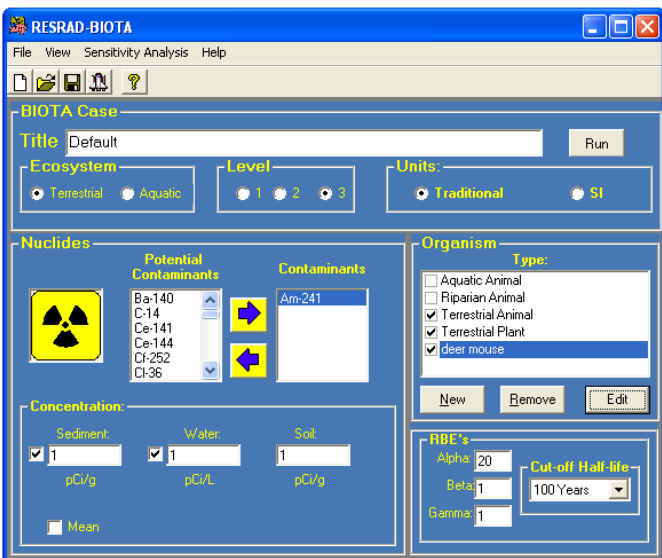 RESRAD-BIOTA
File View Sensitivity Analysis Help
BIOTA Case
Title Default Run
Ecosystem
Terrestrial Aquatic
Level
1 2 3
Units:
Traditional SI
Nuclides
Potential Contaminants
Ba-140
C-14
Ce-141
Ce-144
Cf-252
Cl-36
Contaminants
Am-241
Concentration:
Sediment: Water: Soil:
1 1 1
pCi/g pCi/L pCi/g
Mean
Organism
Type:
Aquatic Animal
Riparian Animal
Terrestrial Animal
Terrestrial Plant
deer mouse
New Remove Edit
RBE's
Alpha: 20
Beta: 1
Gamma: 1
Cut-off Half-life
100 Years